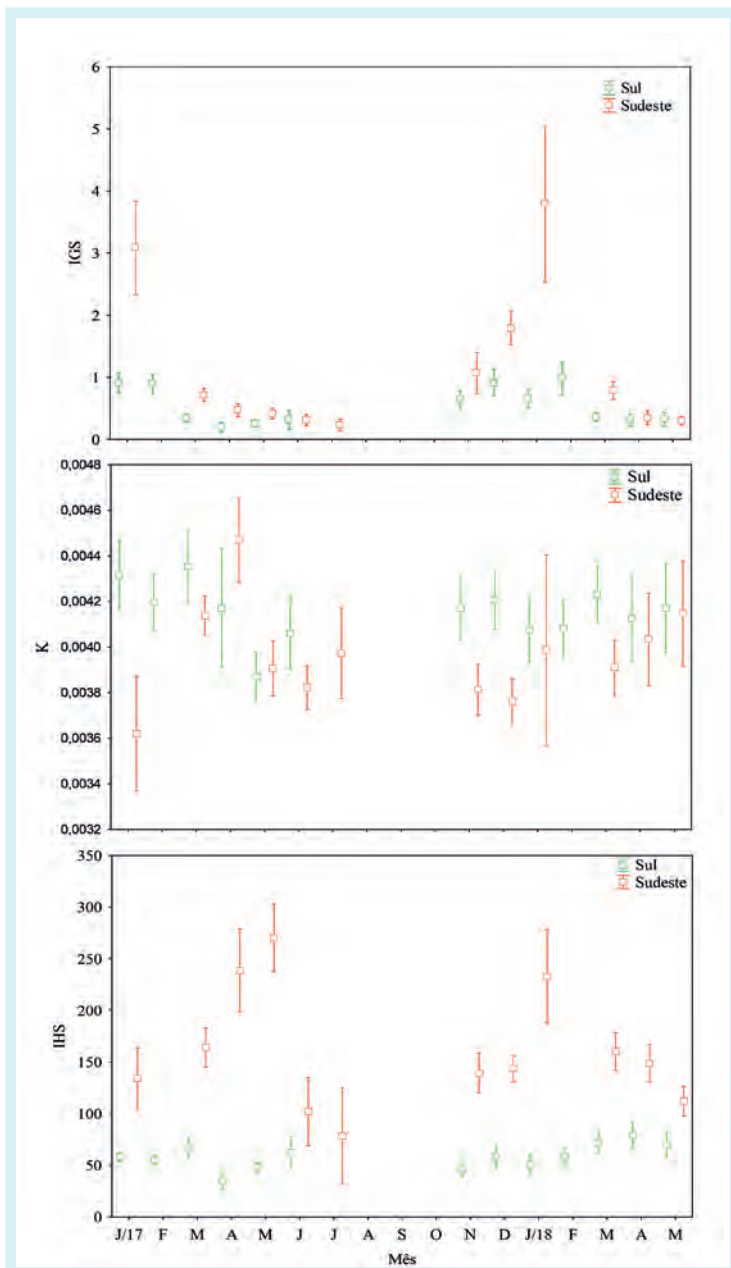 6
Sul
Sudeste
5
4
3
2
1
0
IGS
0,0048
Sul
Sudeste
0,0046
0,0044
0,0042
0,0040
0,0038
0,0036
0,0034
0,0032
K
350
Sul
Sudeste
300
250
200
150
100
50
0
IHS
J/17 F M A M J J A S O N D J/18 F M A M
Mês